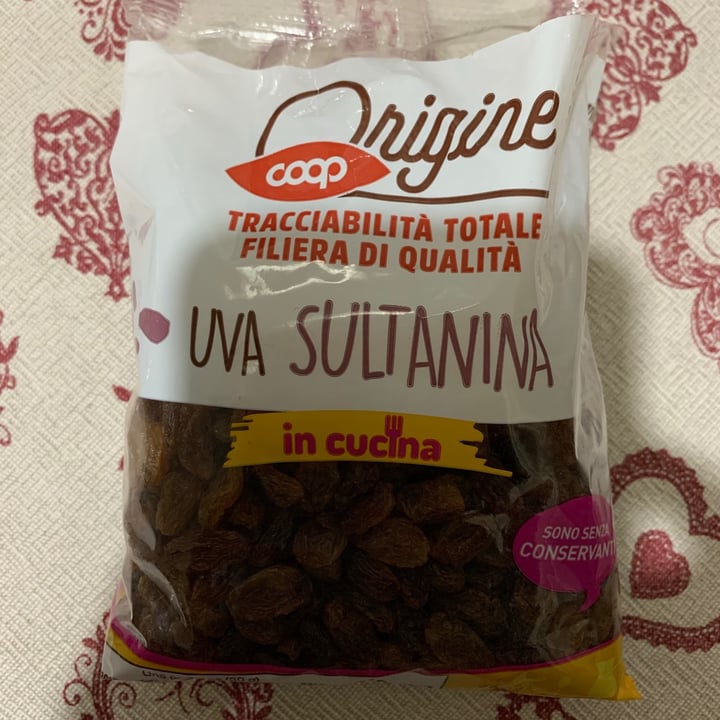 Origine
coop
TRACCIABILITÀ TOTALE
FILIERA DI QUALITÀ
UVA SULTANINA
in cucina
SONO SENZA
CONSERVANTI